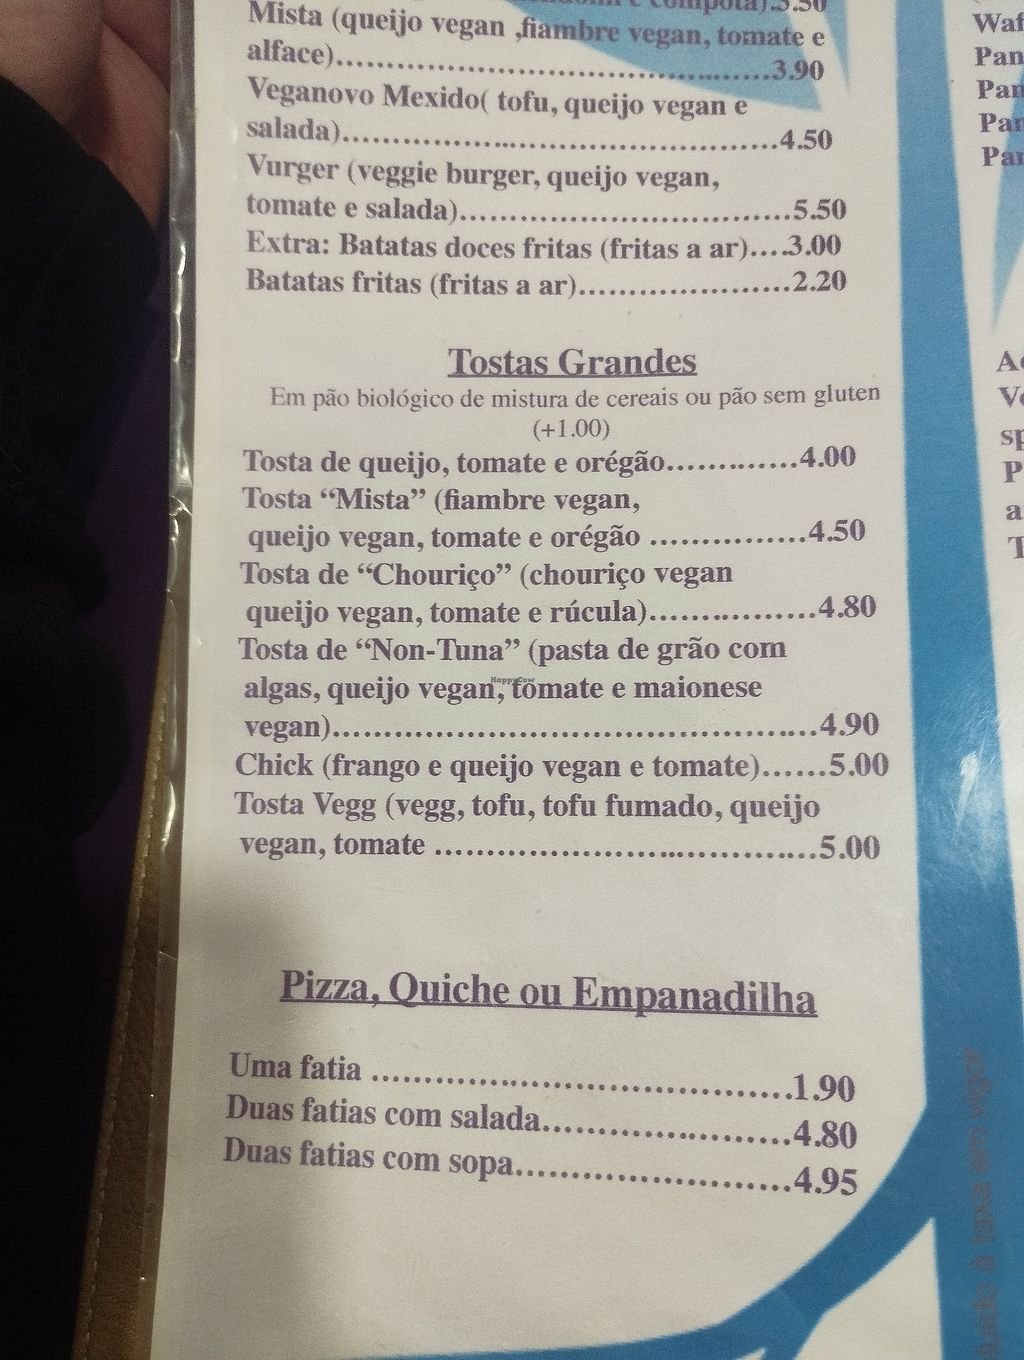 compota).3.50
Mista (queijo vegan ,fiambre vegan, tomate e
alface)......................................................3.90
Veganovo Mexido( tofu, queijo vegan e
salada)......................................................4.50
Vurger (veggie burger, queijo vegan,
tomate e salada)........................................5.50
Extra: Batatas doces fritas (fritas a ar)....3.00
Batatas fritas (fritas a ar).........................2.20
Tostas Grandes
Em pão biológico de mistura de cereais ou pão sem gluten
(+1.00)
Tosta de queijo, tomate e orégão...............4.00
Tosta “Mista” (fiambre vegan,
queijo vegan, tomate e orégão ................4.50
Tosta de “Chouriço” (chouriço vegan
queijo vegan, tomate e rúcula)..................4.80
Tosta de “Non-Tuna” (pasta de grão com
algas, queijo vegan, tomate e maionese
vegan)......................................................4.90
Chick (frango e queijo vegan e tomate)......5.00
Tosta Vegg (vegg, tofu, tofu fumado, queijo
vegan, tomate ...........................................5.00
Pizza, Quiche ou Empanadilha
Uma fatia .................................................1.90
Duas fatias com salada..............................4.80
Duas fatias com sopa.................................4.95
HappyCow
à taxa em vigor